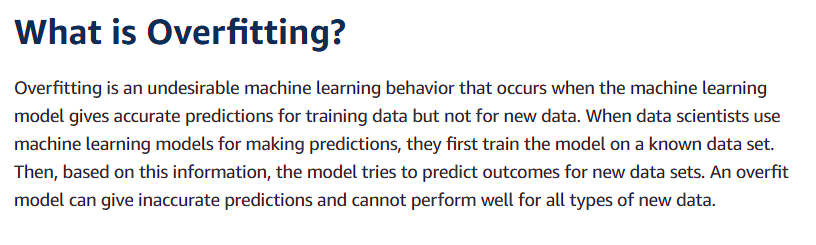 What is Overfitting?
Overfitting is an undesirable machine learning behavior that occurs when the machine learning
model gives accurate predictions for training data but not for new data. When data scientists use
machine learning models for making predictions, they first train the model on a known data set.
Then, based on this information, the model tries to predict outcomes for new data sets. An overfit
model can give inaccurate predictions and cannot perform well for all types of new data.